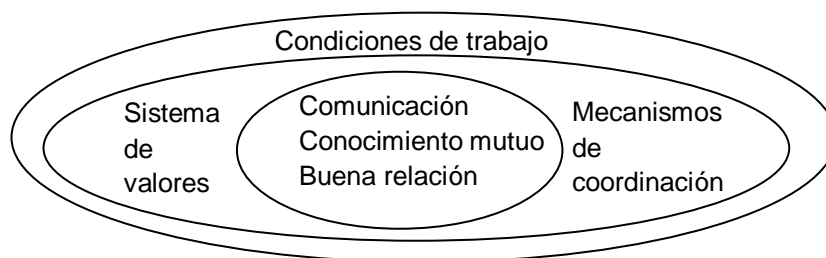 Condiciones de trabajo
Sistema
de
valores
Comunicación
Conocimiento mutuo
Buena relación
Mecanismos
de
coordinación